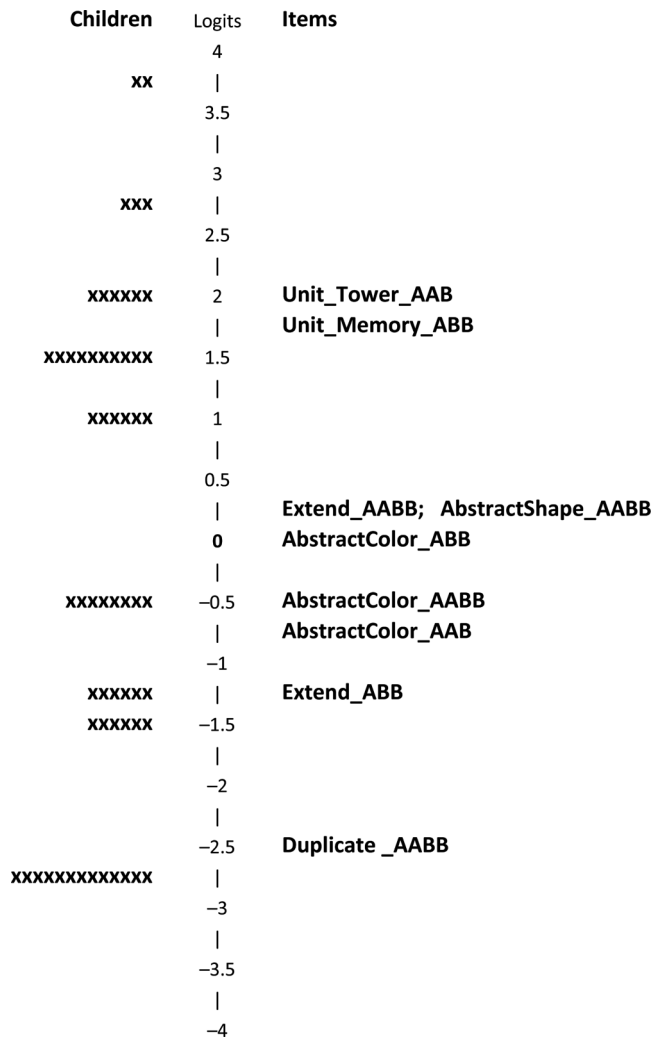 Children Logits Items
4
xx |
3.5
|
3
xxx |
2.5
|
xxxxxx 2 Unit_Tower_AAB
| Unit_Memory_ABB
xxxxxxxxxx 1.5
|
xxxxxx 1
|
0.5
| Extend_AABB; AbstractShape_AABB
0 AbstractColor_ABB
|
xxxxxxxx –0.5 AbstractColor_AABB
| AbstractColor_AAB
–1
xxxxxx | Extend_ABB
xxxxxx –1.5
|
–2
|
–2.5 Duplicate _AABB
xxxxxxxxxxxxx |
–3
|
–3.5
|
–4